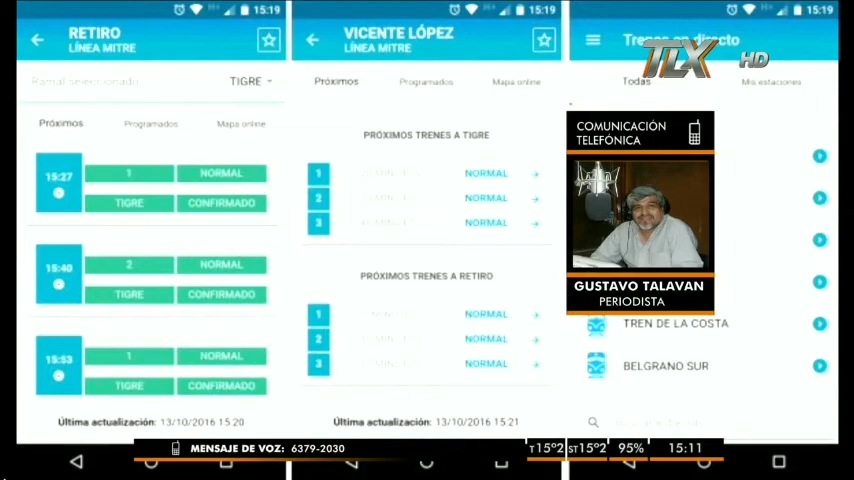 15:19
RETIRO
LÍNEA MITRE
Ramal seleccionado
TIGRE
Próximos
Programados
Mapa online
15:27
1
NORMAL
TIGRE
CONFIRMADO
15:40
2
NORMAL
TIGRE
CONFIRMADO
15:53
1
NORMAL
TIGRE
CONFIRMADO
Última actualización: 13/10/2016 15:20
15:19
VICENTE LÓPEZ
LÍNEA MITRE
Próximos
Programados
Mapa online
PRÓXIMOS TRENES A TIGRE
1
NORMAL
2
NORMAL
3
NORMAL
PRÓXIMOS TRENES A RETIRO
1
NORMAL
2
NORMAL
3
NORMAL
Última actualización: 13/10/2016 15:21
15:19
Trenes en directo
TLX HD
Todas
Mis estaciones
COMUNICACIÓN
TELEFÓNICA
GUSTAVO TALAVAN
PERIODISTA
TREN DE LA COSTA
BELGRANO SUR
MENSAJE DE VOZ: 6379-2030
T 15º2
ST 15º2
95%
15:11